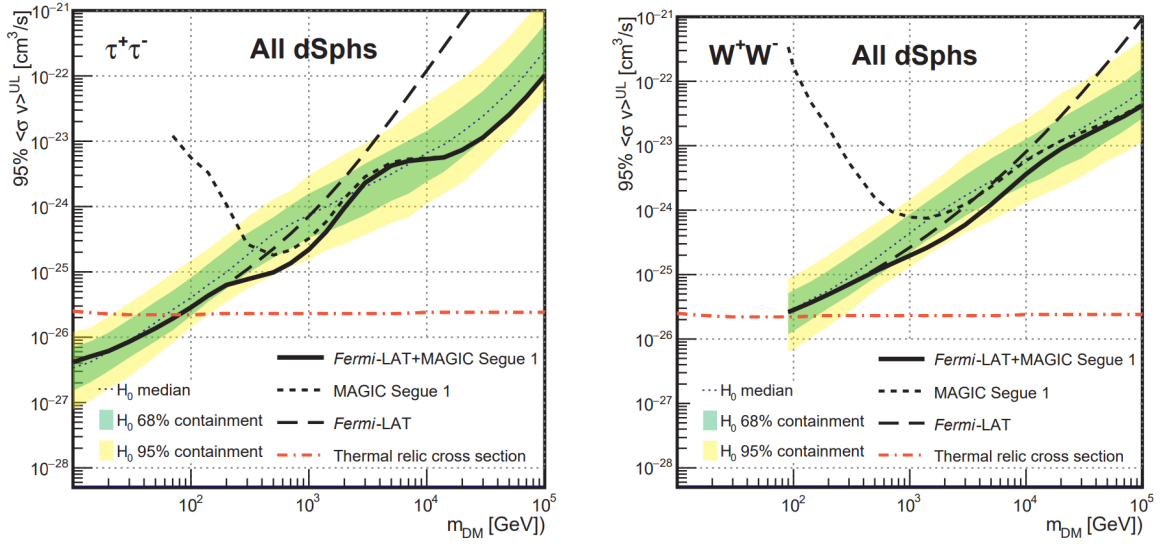 τ⁺τ⁻
All dSphs
95% <σ v>ᵁᴸ [cm³/s]
10⁻²¹
10⁻²²
10⁻²³
10⁻²⁴
10⁻²⁵
10⁻²⁶
10⁻²⁷
10⁻²⁸
Fermi-LAT+MAGIC Segue 1
MAGIC Segue 1
Fermi-LAT
Thermal relic cross section
H₀ median
H₀ 68% containment
H₀ 95% containment
10² 10³ 10⁴ 10⁵
m_DM [GeV])
W⁺W⁻
All dSphs
95% <σ v>ᵁᴸ [cm³/s]
10⁻²¹
10⁻²²
10⁻²³
10⁻²⁴
10⁻²⁵
10⁻²⁶
10⁻²⁷
10⁻²⁸
Fermi-LAT+MAGIC Segue 1
MAGIC Segue 1
Fermi-LAT
Thermal relic cross section
H₀ median
H₀ 68% containment
H₀ 95% containment
10² 10³ 10⁴ 10⁵
m_DM [GeV])